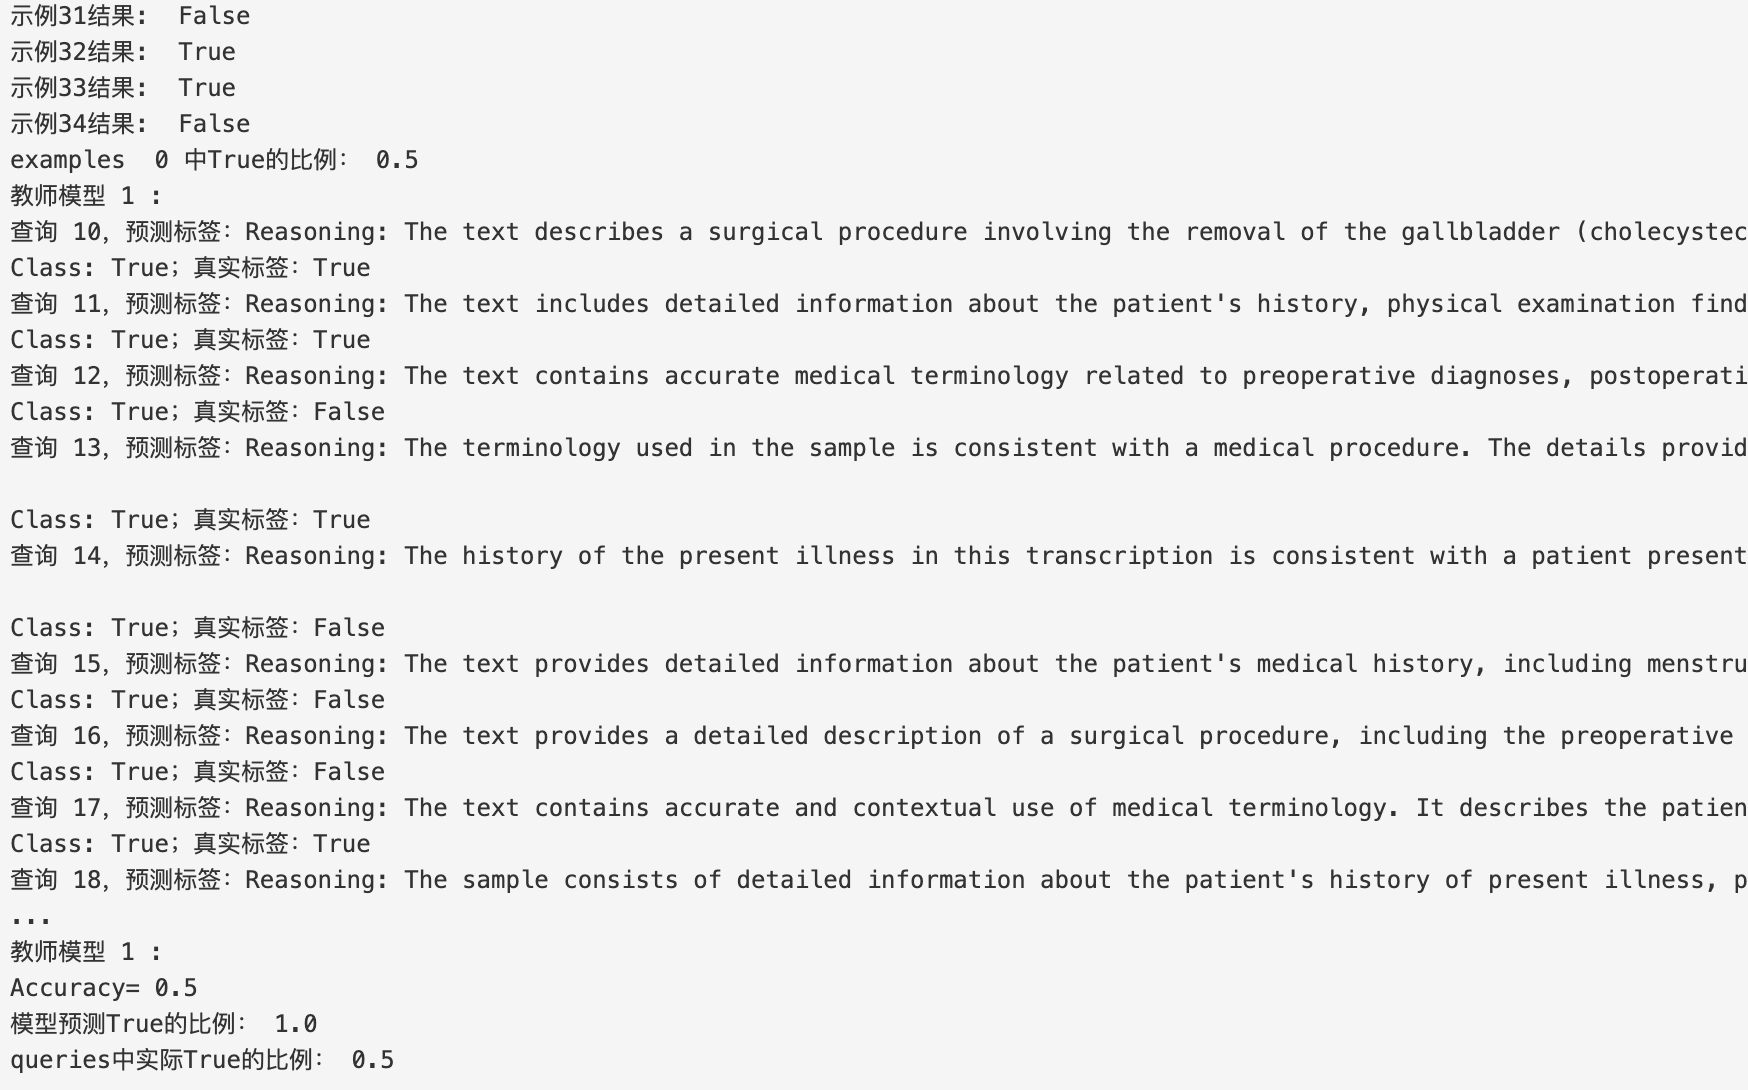 示例31结果:  False
示例32结果:  True
示例33结果:  True
示例34结果:  False
examples  0 中True的比例： 0.5
教师模型 1 :
查询 10，预测标签：Reasoning: The text describes a surgical procedure involving the removal of the gallbladder (cholecystec
Class: True；真实标签：True
查询 11，预测标签：Reasoning: The text includes detailed information about the patient's history, physical examination find
Class: True；真实标签：True
查询 12，预测标签：Reasoning: The text contains accurate medical terminology related to preoperative diagnoses, postoperati
Class: True；真实标签：False
查询 13，预测标签：Reasoning: The terminology used in the sample is consistent with a medical procedure. The details provid
Class: True；真实标签：True
查询 14，预测标签：Reasoning: The history of the present illness in this transcription is consistent with a patient present
Class: True；真实标签：False
查询 15，预测标签：Reasoning: The text provides detailed information about the patient's medical history, including menstru
Class: True；真实标签：False
查询 16，预测标签：Reasoning: The text provides a detailed description of a surgical procedure, including the preoperative
Class: True；真实标签：False
查询 17，预测标签：Reasoning: The text contains accurate and contextual use of medical terminology. It describes the patien
Class: True；真实标签：True
查询 18，预测标签：Reasoning: The sample consists of detailed information about the patient's history of present illness, p
...
教师模型 1 :
Accuracy= 0.5
模型预测True的比例： 1.0
queries中实际True的比例： 0.5